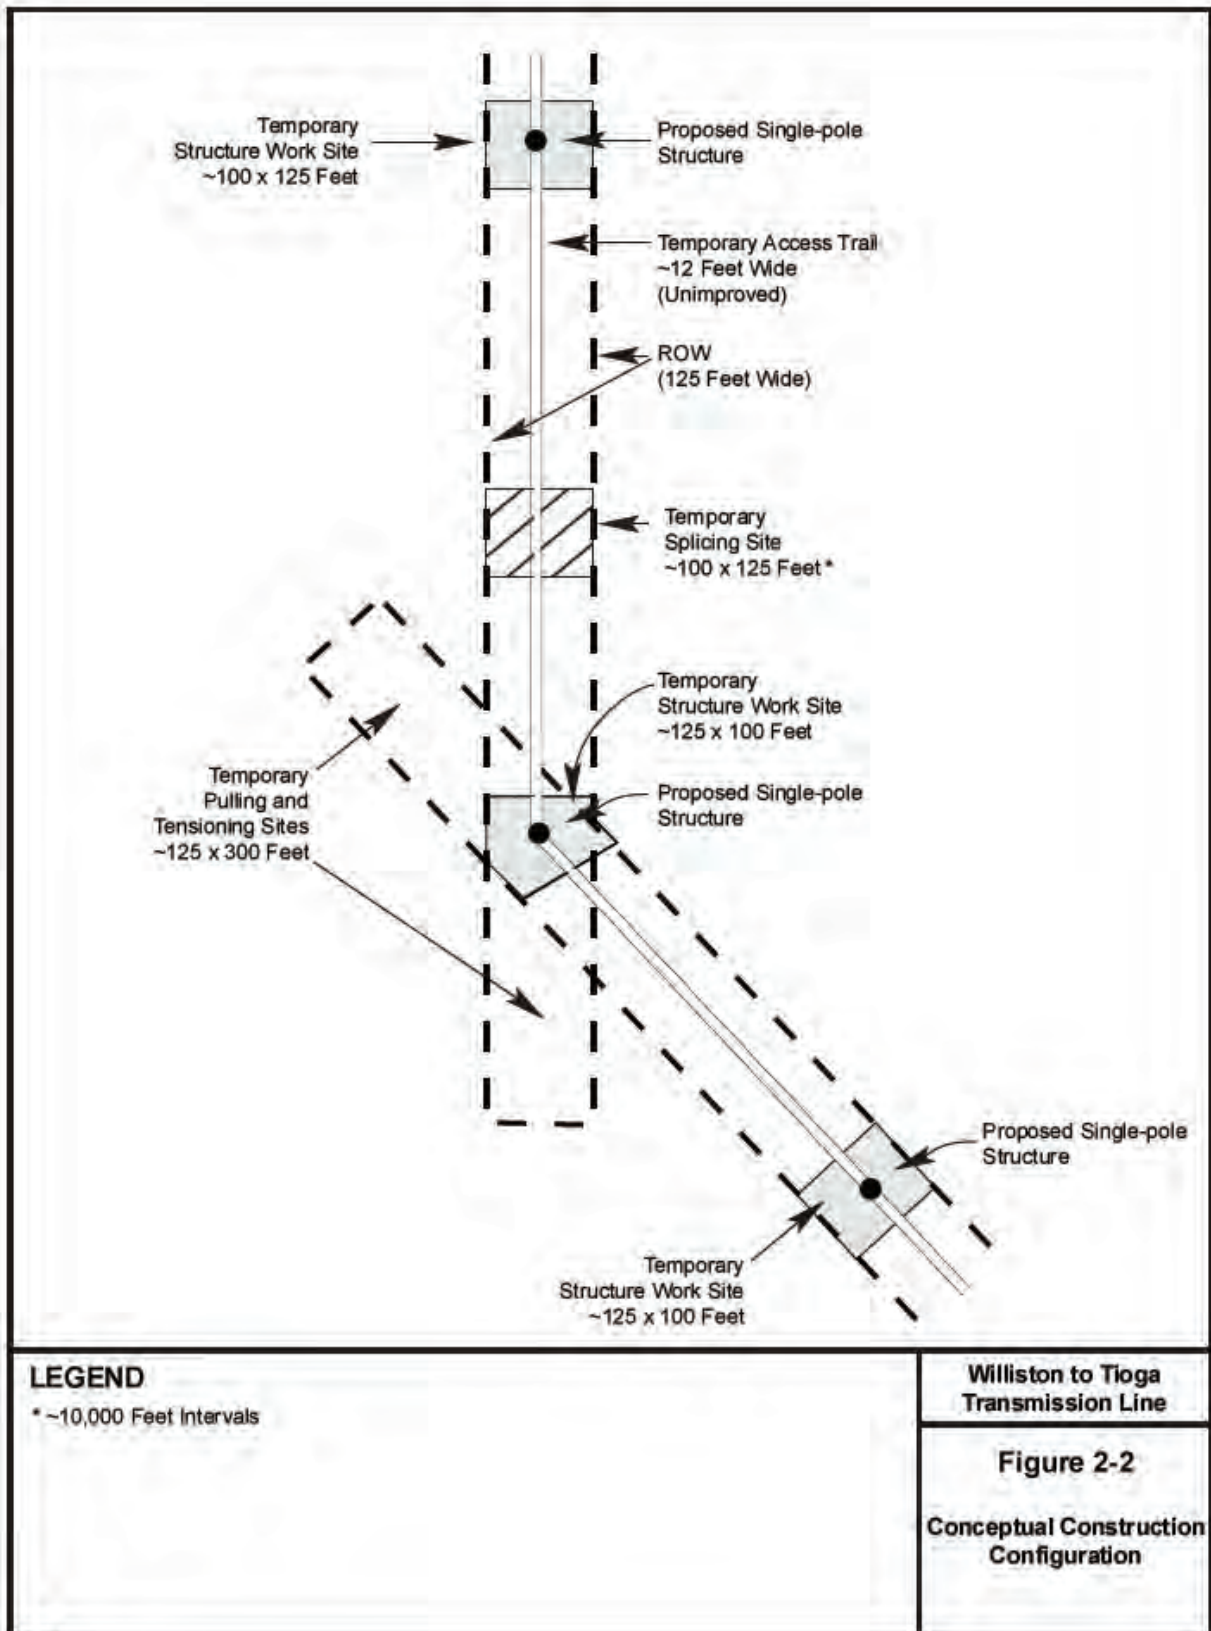 Temporary
Structure Work Site
~100 x 125 Feet
Proposed Single-pole
Structure
Temporary Access Trail
~12 Feet Wide
(Unimproved)
ROW
(125 Feet Wide)
Temporary
Splicing Site
~100 x 125 Feet *
Temporary
Structure Work Site
~125 x 100 Feet
Temporary
Pulling and
Tensioning Sites
~125 x 300 Feet
Proposed Single-pole
Structure
Proposed Single-pole
Structure
Temporary
Structure Work Site
~125 x 100 Feet
LEGEND
* ~10,000 Feet Intervals
Williston to Tioga
Transmission Line
Figure 2-2
Conceptual Construction
Configuration